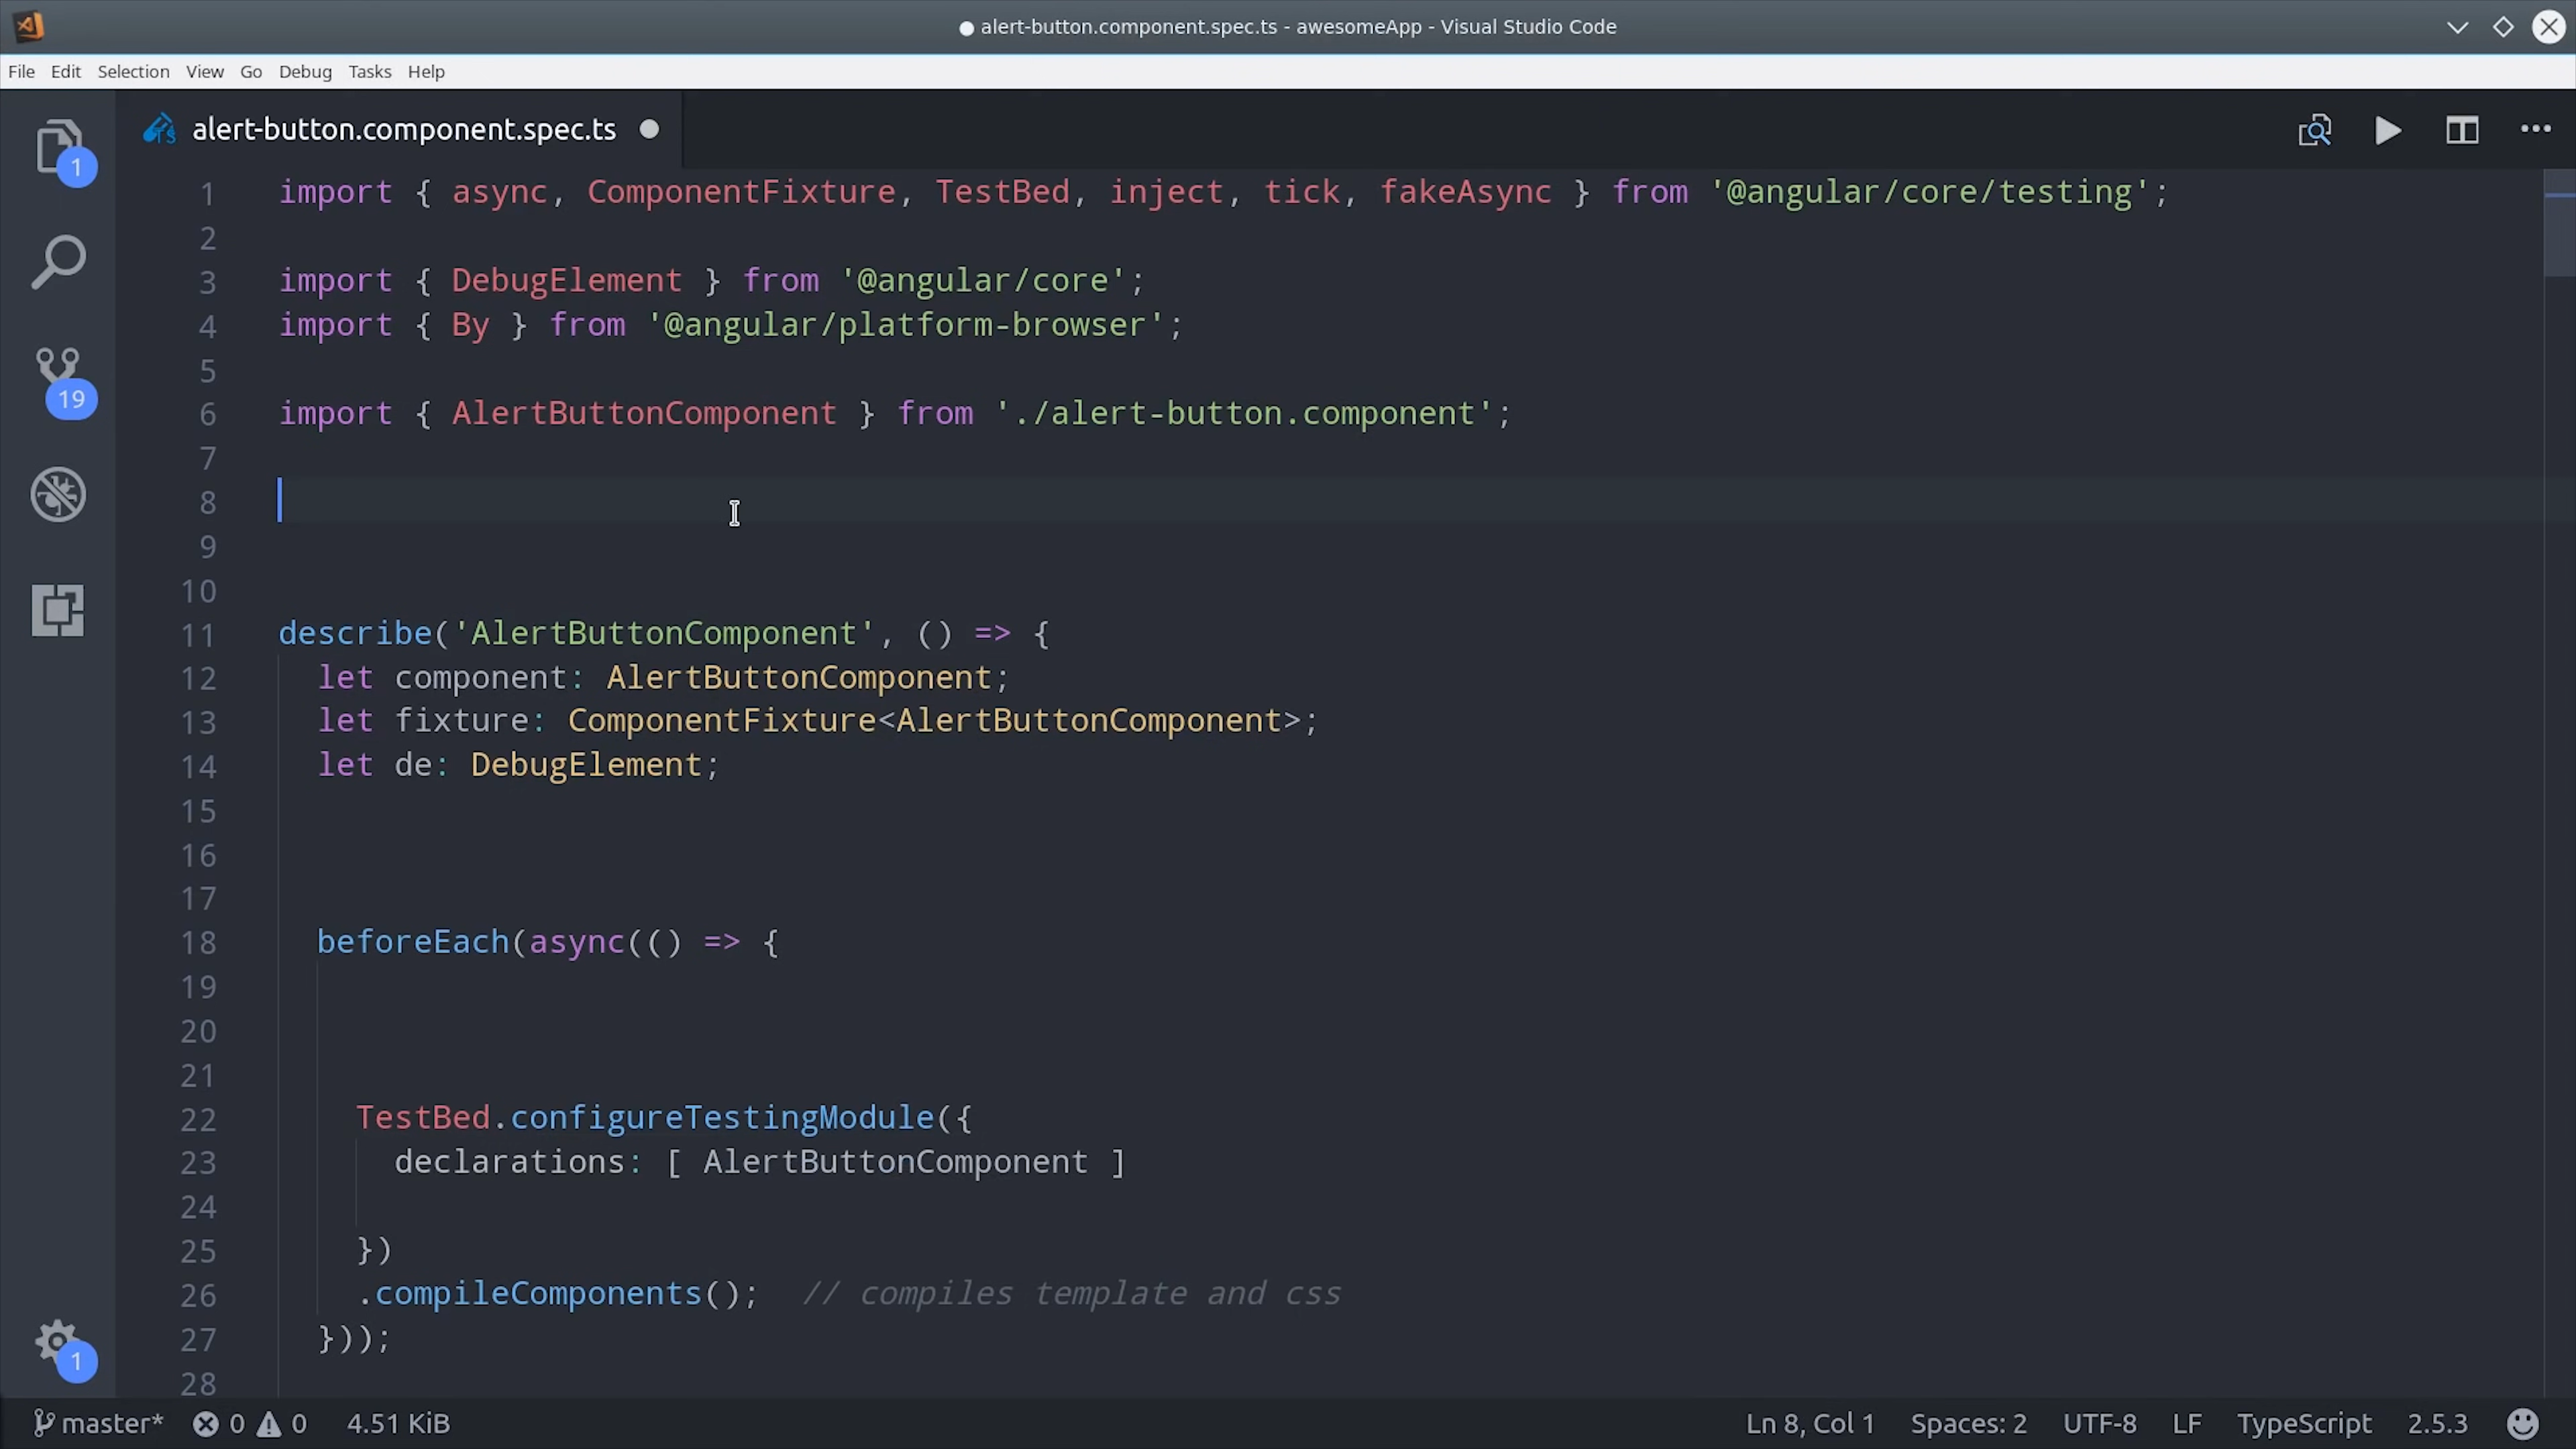 alert-button.component.spec.ts - awesomeApp - Visual Studio Code
File Edit Selection View Go Debug Tasks Help
alert-button.component.spec.ts
1
19
1
1 import { async, ComponentFixture, TestBed, inject, tick, fakeAsync } from '@angular/core/testing';
2
3 import { DebugElement } from '@angular/core';
4 import { By } from '@angular/platform-browser';
5
6 import { AlertButtonComponent } from './alert-button.component';
7
8
9
10
11 describe('AlertButtonComponent', () => {
12   let component: AlertButtonComponent;
13   let fixture: ComponentFixture<AlertButtonComponent>;
14   let de: DebugElement;
15
16
17
18   beforeEach(async(() => {
19
20
21
22     TestBed.configureTestingModule({
23       declarations: [ AlertButtonComponent ]
24
25     })
26     .compileComponents();  // compiles template and css
27   }));
28
master* 0 0 4.51 KiB Ln 8, Col 1 Spaces: 2 UTF-8 LF TypeScript 2.5.3